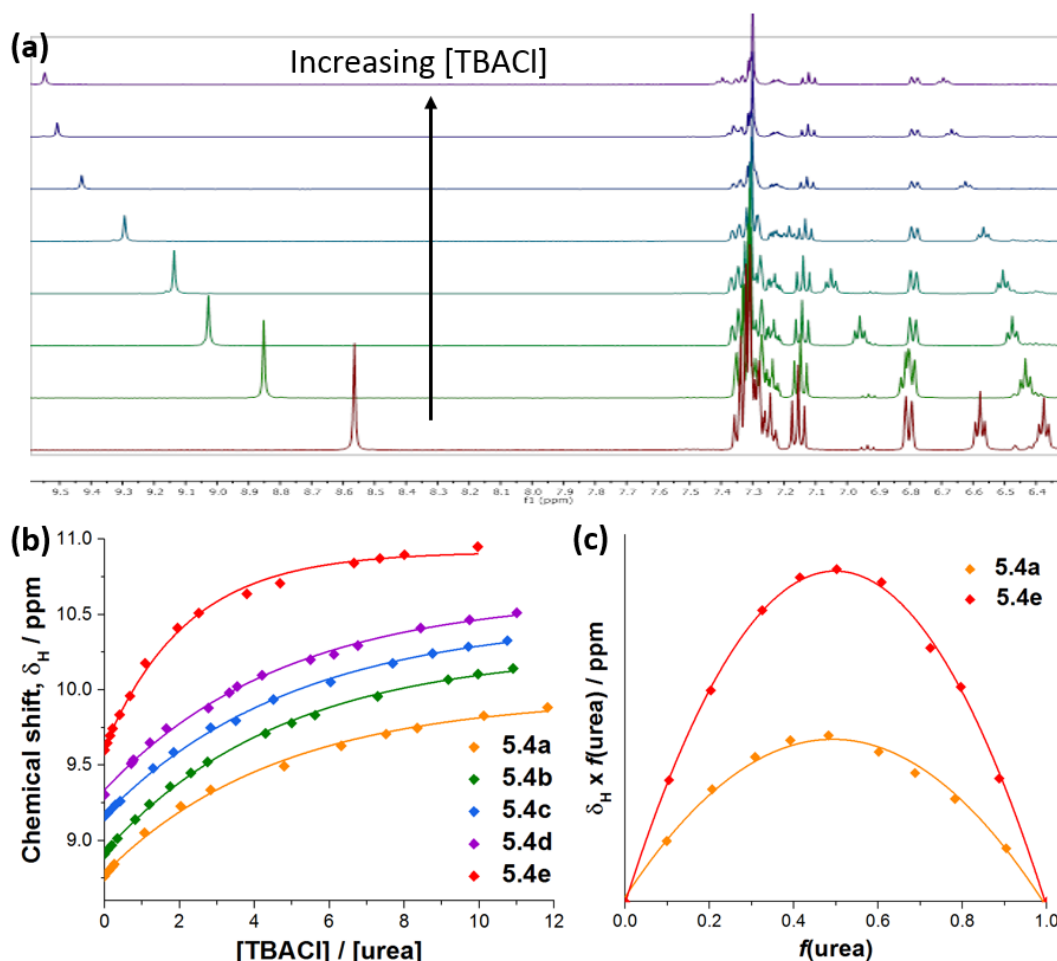 (a)
Increasing [TBACl]
9.5 9.4 9.3 9.2 9.1 9.0 8.9 8.8 8.7 8.6 8.5 8.4 8.3 8.2 8.1 8.0 7.9 7.8 7.7 7.6 7.5 7.4 7.3 7.2 7.1 7.0 6.9 6.8 6.7 6.6 6.5 6.4
f1 (ppm)
(b)
11.0
10.5
10.0
9.5
9.0
Chemical shift, δH / ppm
5.4a
5.4b
5.4c
5.4d
5.4e
0 2 4 6 8 10 12
[TBACl] / [urea]
(c)
5.4a
5.4e
δH x f(urea) / ppm
0.0 0.2 0.4 0.6 0.8 1.0
f(urea)